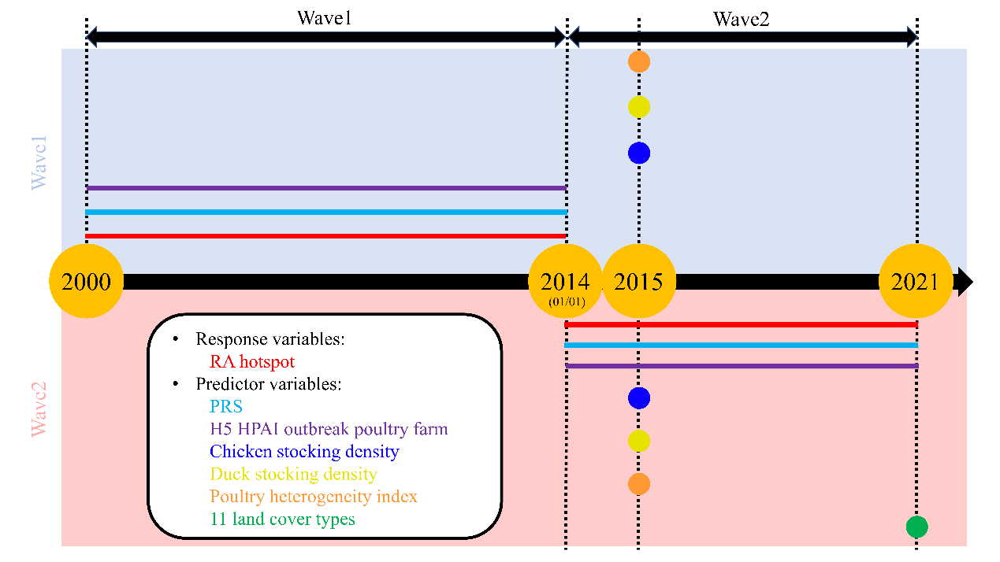 Wave1
Wave2
Wave1
2000
2014
(01/01)
2015
2021
• Response variables:
RA hotspot
• Predictor variables:
PRS
H5 HPAI outbreak poultry farm
Chicken stocking density
Duck stocking density
Poultry heterogeneity index
11 land cover types
Wave2